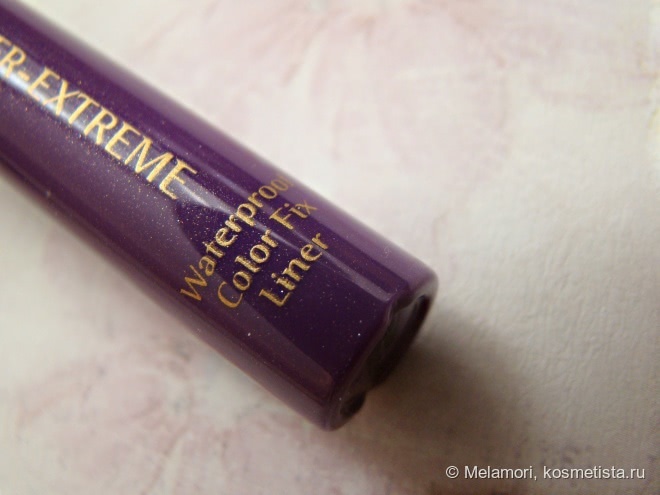 ER-EXTREME
Waterproof
Color Fix
Liner
© Melamori, kosmetista.ru